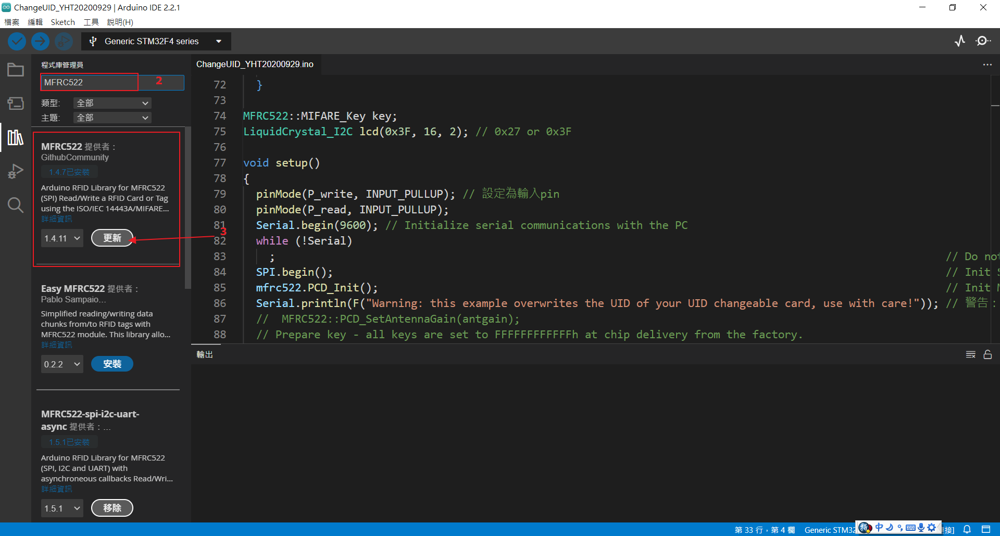 ChangeUID_YHT20200929 | Arduino IDE 2.2.1
檔案 編輯 Sketch 工具 說明(H)
Generic STM32F4 series
程式庫管理員
MFRC522 2
類型: 全部
主題: 全部
MFRC522 提供者：
GithubCommunity
1.4.7已安裝
Arduino RFID Library for MFRC522
(SPI) Read/Write a RFID Card or Tag
using the ISO/IEC 14443A/MIFARE...
詳細資訊
1.4.11 更新
3
Easy MFRC522 提供者：
Pablo Sampaio...
Simplified reading/writing data
chunks from/to RFID tags with
MFRC522 module. This library allo...
詳細資訊
0.2.2 安裝
MFRC522-spi-i2c-uart-
async 提供者：...
1.5.1已安裝
Arduino RFID Library for MFRC522
(SPI, I2C and UART) with
asynchroneous callbacks Read/Wri...
詳細資訊
1.5.1 移除
ChangeUID_YHT20200929.ino
72 }
73
74 MFRC522::MIFARE_Key key;
75 LiquidCrystal_I2C lcd(0x3F, 16, 2); // 0x27 or 0x3F
76
77 void setup()
78 {
79 pinMode(P_write, INPUT_PULLUP); // 設定為輸入pin
80 pinMode(P_read, INPUT_PULLUP);
81 Serial.begin(9600); // Initialize serial communications with the PC
82 while (!Serial)
83 ; // Do not
84 SPI.begin(); // Init
85 mfrc522.PCD_Init(); // Init
86 Serial.println(F("Warning: this example overwrites the UID of your UID changeable card, use with care!")); // 警告：
87 // MFRC522::PCD_SetAntennaGain(antgain);
88 // Prepare key - all keys are set to FFFFFFFFFFFFh at chip delivery from the factory.
輸出
第 33 行，第 4 欄 Generic STM32
中
接]